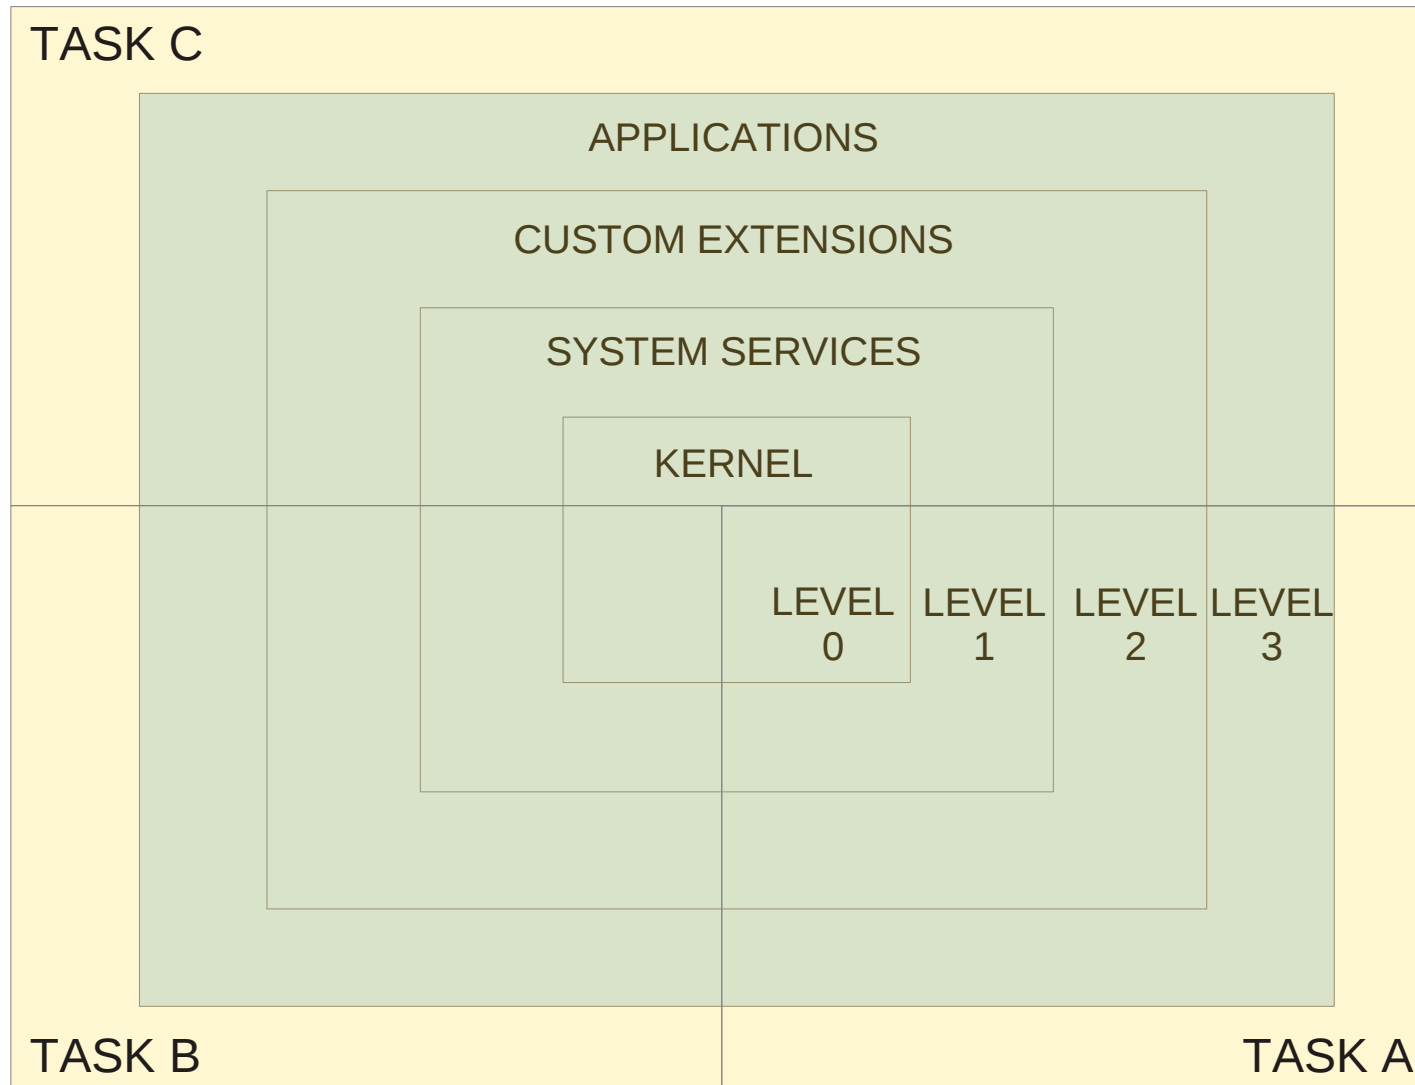 TASK C
APPLICATIONS
CUSTOM EXTENSIONS
SYSTEM SERVICES
KERNEL
LEVEL 0
LEVEL 1
LEVEL 2
LEVEL 3
TASK B
TASK A